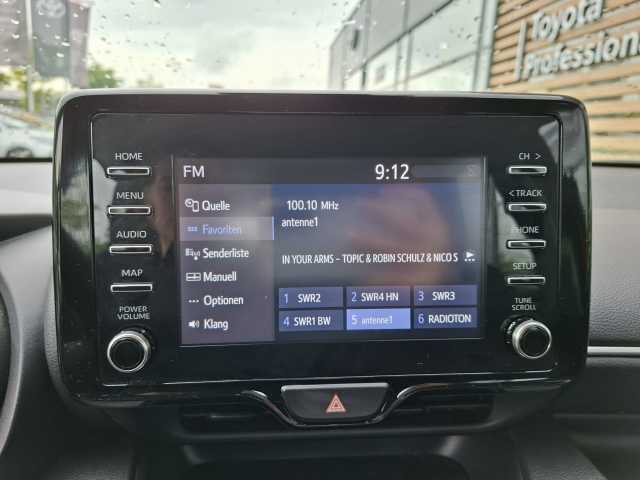 Toyota
Professional
HOME
MENU
AUDIO
MAP
POWER
VOLUME
FM
9:12
Quelle
Favoriten
Senderliste
Manuell
Optionen
Klang
100.10 MHz
antenne1
IN YOUR ARMS – TOPIC & ROBIN SCHULZ & NICO S
1 SWR2
2 SWR4 HN
3 SWR3
4 SWR1 BW
5 antenne1
6 RADIOTON
CH >
< TRACK
PHONE
SETUP
TUNE
SCROLL